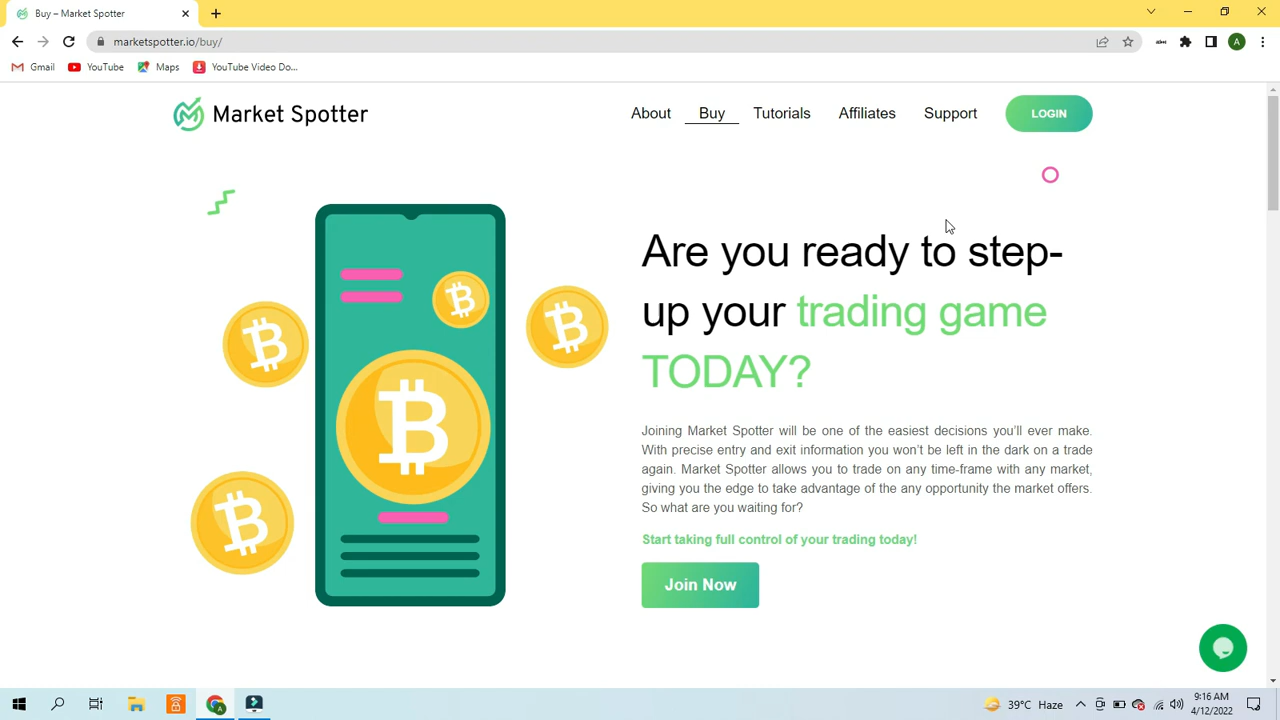 Buy – Market Spotter
marketspotter.io/buy/
Gmail
YouTube
Maps
YouTube Video Do...
A
Market Spotter
About
Buy
Tutorials
Affiliates
Support
LOGIN
Are you ready to step-
up your trading game
TODAY?
Joining Market Spotter will be one of the easiest decisions you'll ever make.
With precise entry and exit information you won't be left in the dark on a trade
again. Market Spotter allows you to trade on any time-frame with any market,
giving you the edge to take advantage of the any opportunity the market offers.
So what are you waiting for?
Start taking full control of your trading today!
Join Now
39°C Haze
9:16 AM
4/12/2022